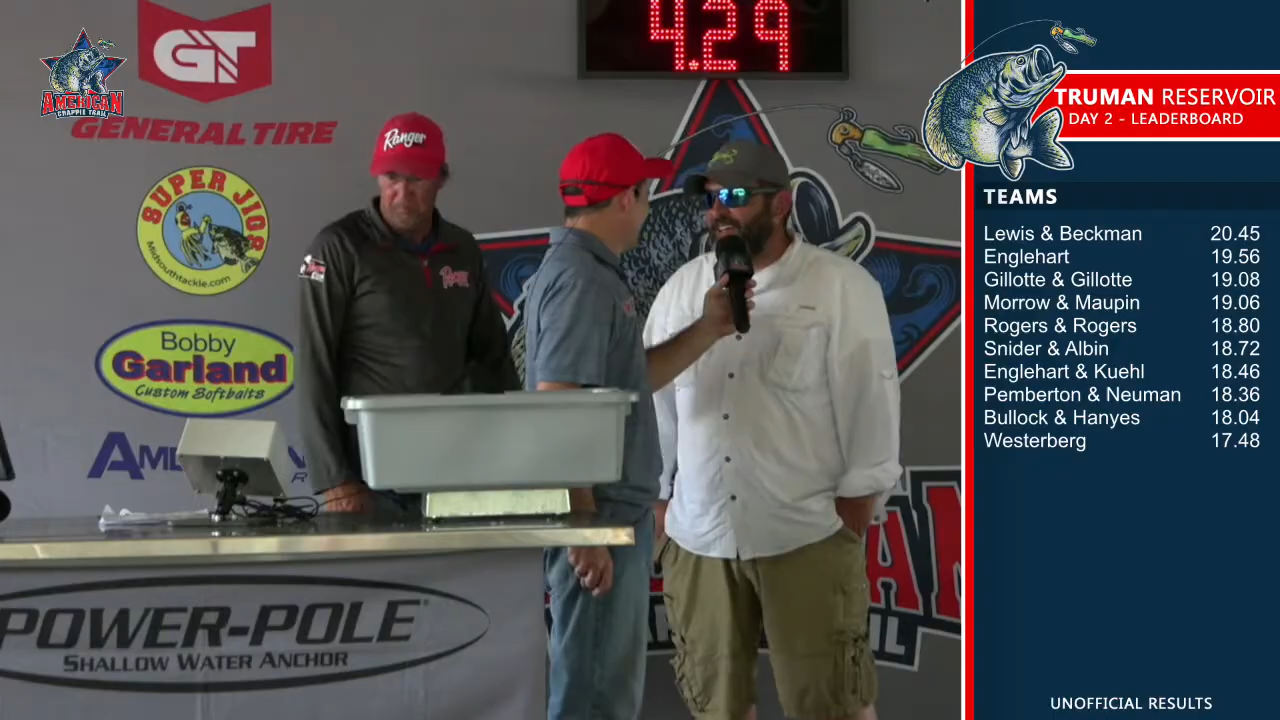 4.29
AMERICAN
CRAPPIE TRAIL
GT
GENERAL TIRE
Ranger
SUPER JIGS
Midsouthtackle.com
Bobby
Garland
Custom Softbaits
POWER-POLE
SHALLOW WATER ANCHOR
TRUMAN RESERVOIR
DAY 2 - LEADERBOARD
TEAMS
Lewis & Beckman 20.45
Englehart 19.56
Gillotte & Gillotte 19.08
Morrow & Maupin 19.06
Rogers & Rogers 18.80
Snider & Albin 18.72
Englehart & Kuehl 18.46
Pemberton & Neuman 18.36
Bullock & Hanyes 18.04
Westerberg 17.48
UNOFFICIAL RESULTS